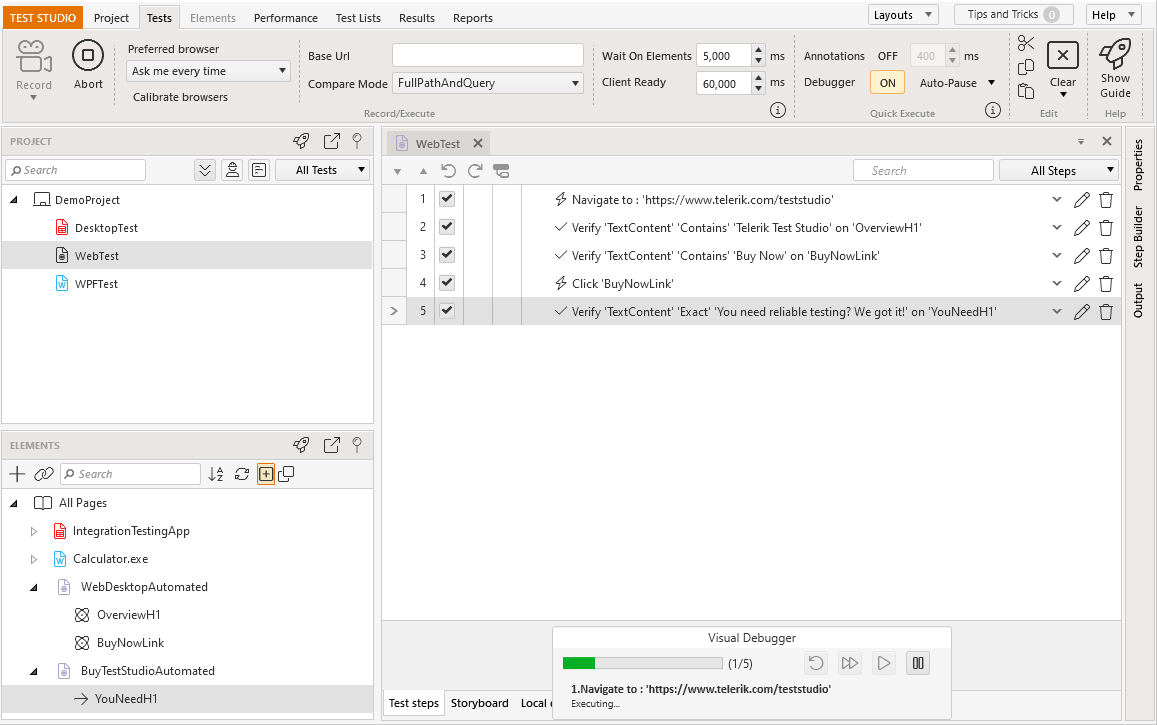 TEST STUDIO Project Tests Elements Performance Test Lists Results Reports Layouts Tips and Tricks 0 Help
Record
Abort
Preferred browser
Ask me every time
Calibrate browsers
Base Url
Compare Mode FullPathAndQuery
Record/Execute
Wait On Elements 5,000 ms
Client Ready 60,000 ms
Annotations OFF 400 ms
Debugger ON Auto-Pause
Quick Execute
Clear
Edit
Show
Guide
Help
PROJECT
Search All Tests
DemoProject
DesktopTest
WebTest
WPFTest
ELEMENTS
Search
All Pages
IntegrationTestingApp
Calculator.exe
WebDesktopAutomated
OverviewH1
BuyNowLink
BuyTestStudioAutomated
YouNeedH1
WebTest
Search All Steps
1 Navigate to : 'https://www.telerik.com/teststudio'
2 Verify 'TextContent' 'Contains' 'Telerik Test Studio' on 'OverviewH1'
3 Verify 'TextContent' 'Contains' 'Buy Now' on 'BuyNowLink'
4 Click 'BuyNowLink'
5 Verify 'TextContent' 'Exact' 'You need reliable testing? We got it!' on 'YouNeedH1'
Test steps Storyboard Local
Visual Debugger
(1/5)
1.Navigate to : 'https://www.telerik.com/teststudio'
Executing...
Properties
Step Builder
Output